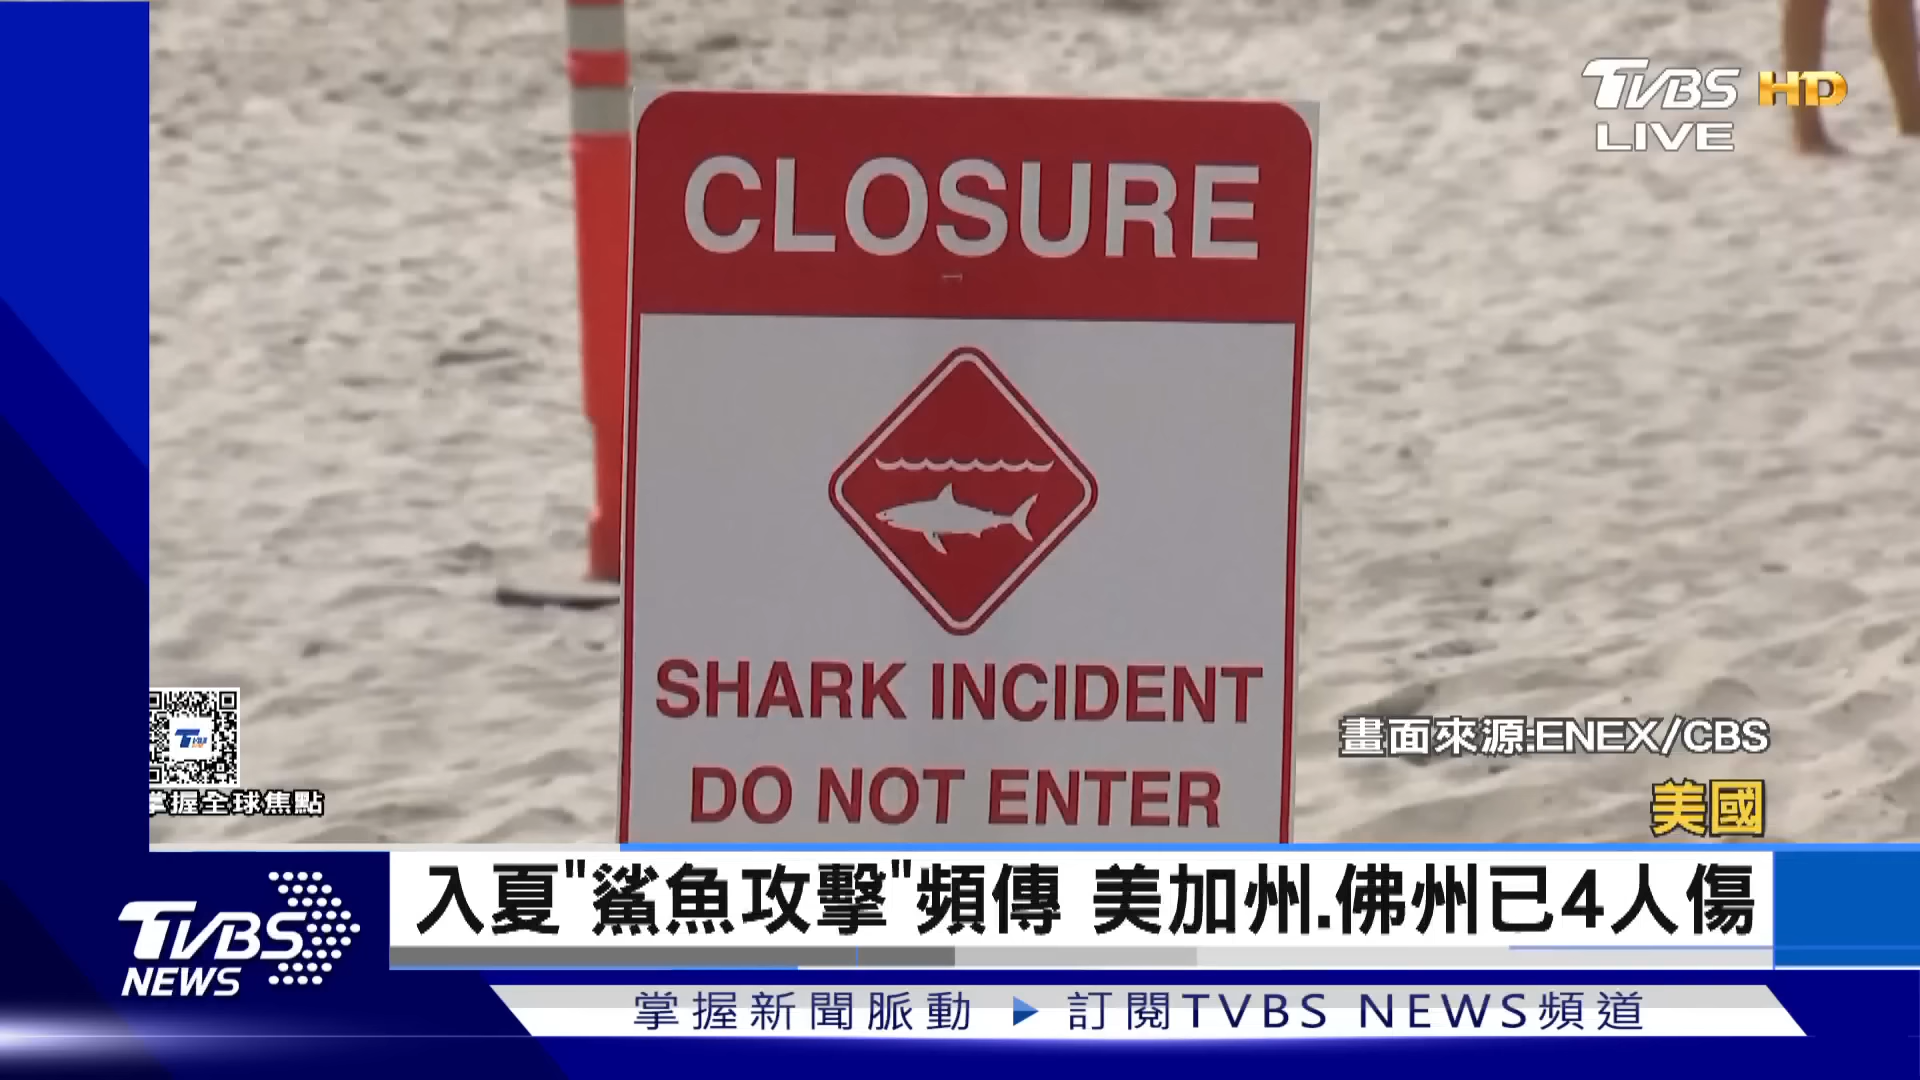 TVBS HD
LIVE
CLOSURE
SHARK INCIDENT
DO NOT ENTER
畫面來源:ENEX/CBS
美國
TVBS
掌握全球焦點
入夏"鯊魚攻擊"頻傳 美加州.佛州已4人傷
TVBS
NEWS
掌握新聞脈動 ▶ 訂閱TVBS NEWS頻道